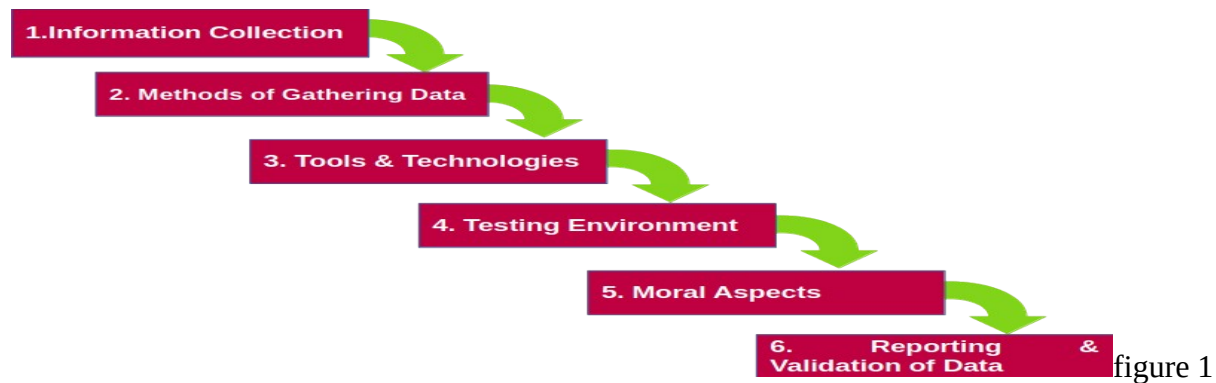 1.Information Collection
2. Methods of Gathering Data
3. Tools & Technologies
4. Testing Environment
5. Moral Aspects
6. Reporting &
Validation of Data
figure 1